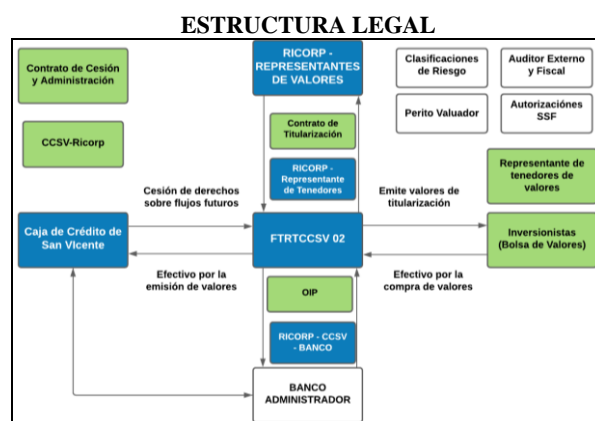 ESTRUCTURA LEGAL
Contrato de Cesión
y Administración
CCSV-Ricorp
RICORP -
REPRESENTANTES
DE VALORES
Contrato de
Titularización
RICORP -
Representante
de Tenedores
Clasificaciones
de Riesgo
Auditor Externo
y Fiscal
Perito Valuador
Autorizaciónes
SSF
Representante de
tenedores de
valores
Cesión de derechos
sobre flujos futuros
Emite valores de
titularización
Caja de Crédito de
San VIcente
FTRTCCSV 02
Inversionistas
(Bolsa de Valores)
Efectivo por la
emisión de valores
Efectivo por la
compra de valores
OIP
RICORP - CCSV
- BANCO
BANCO
ADMINISTRADOR